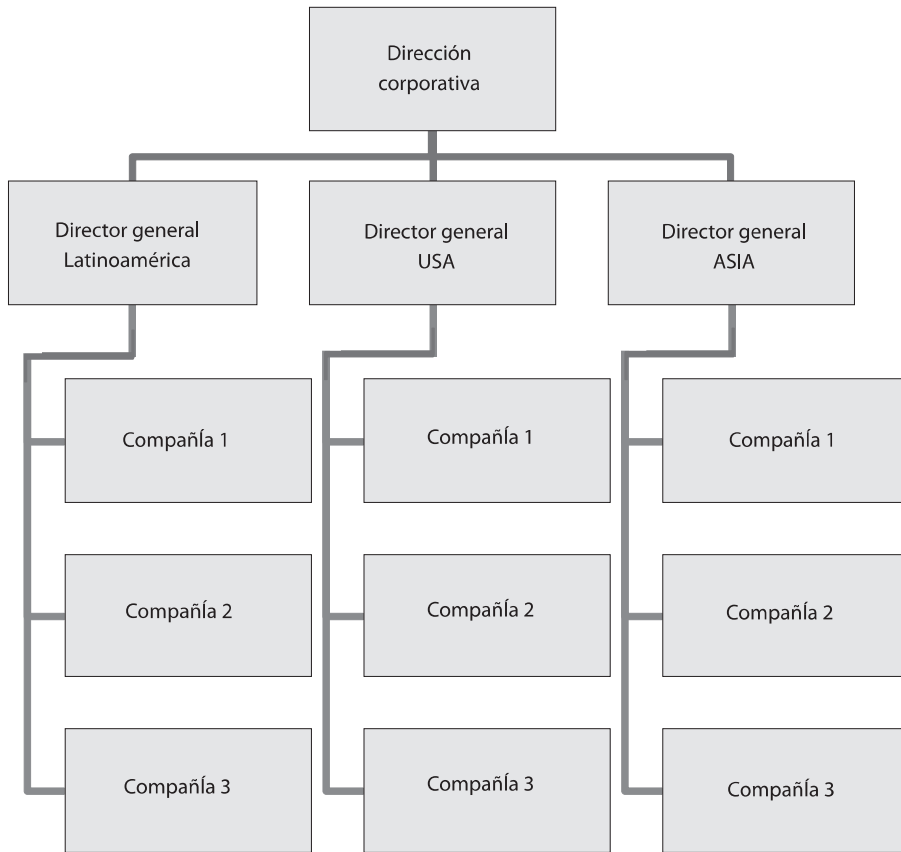 Dirección
corporativa
Director general
Latinoamérica
Director general
USA
Director general
ASIA
CompañÍa 1
CompañÍa 2
CompañÍa 3
CompañÍa 1
CompañÍa 2
CompañÍa 3
CompañÍa 1
CompañÍa 2
CompañÍa 3